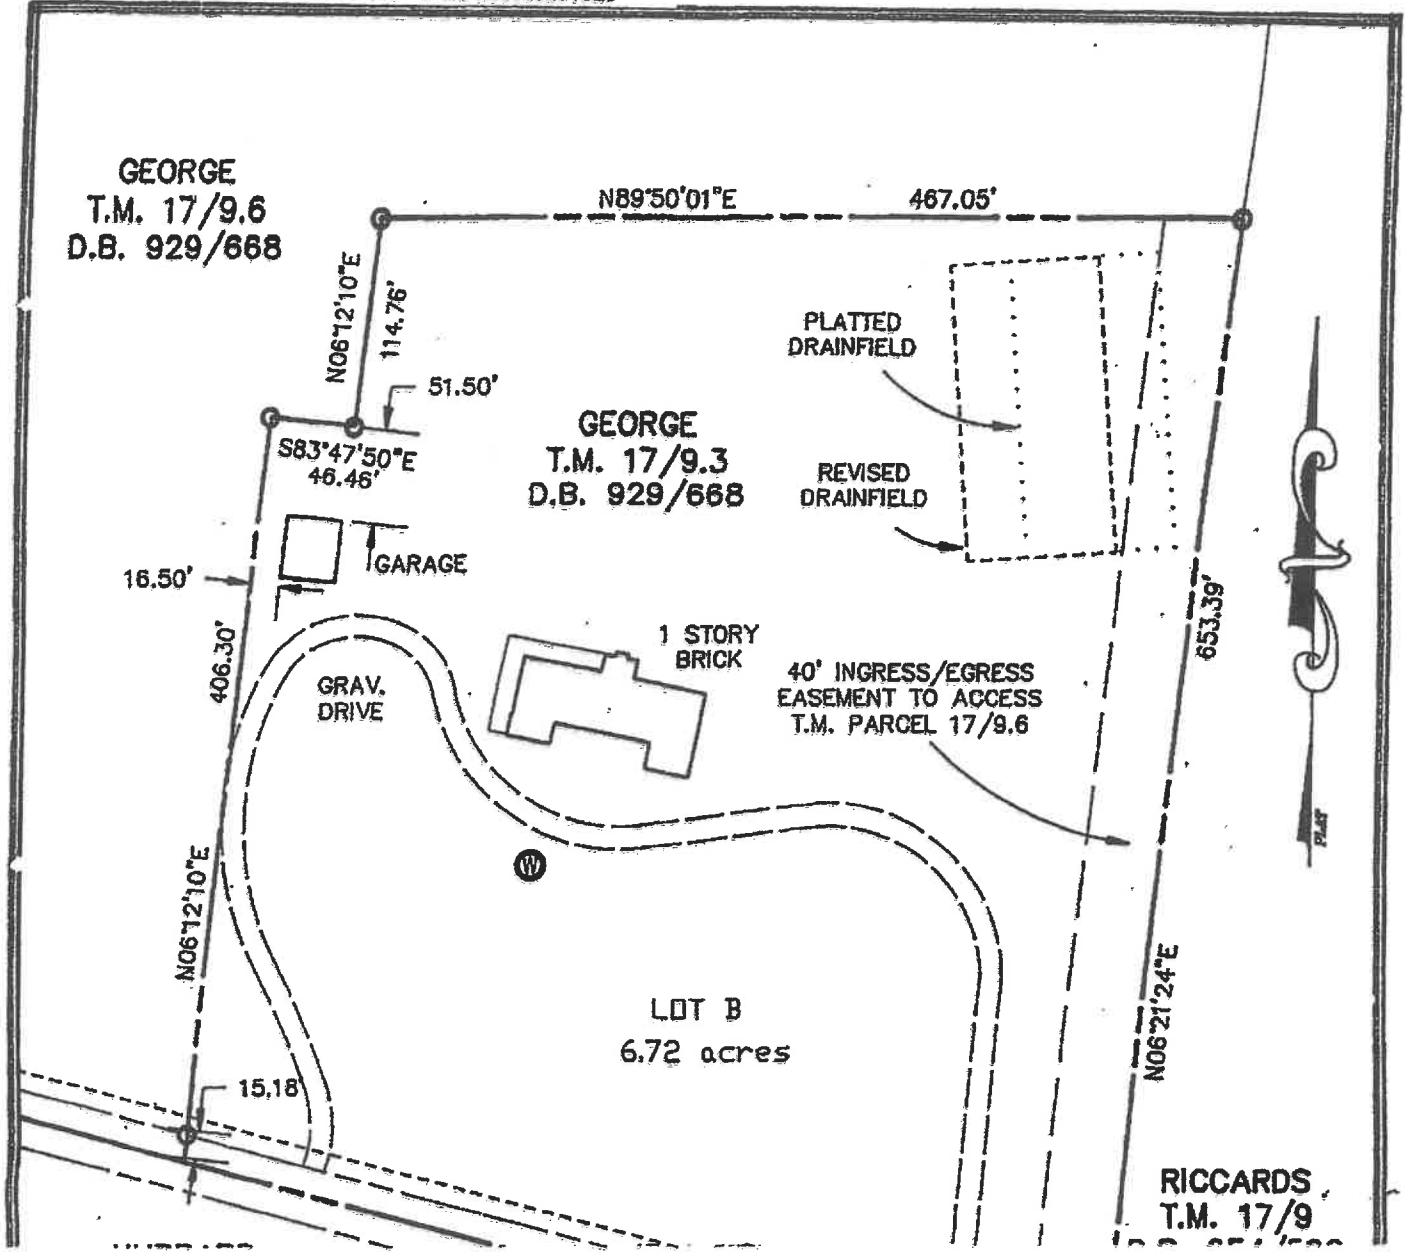 GEORGE
T.M. 17/9.6
D.B. 929/668
N89°50'01"E
467.05'
N06°12'10"E
114.76'
51.50'
S83°47'50"E
46.46'
GEORGE
T.M. 17/9.3
D.B. 929/668
PLATTED
DRAINFIELD
REVISED
DRAINFIELD
16.50'
GARAGE
406.30'
GRAV.
DRIVE
1 STORY
BRICK
40' INGRESS/EGRESS
EASEMENT TO ACCESS
T.M. PARCEL 17/9.6
653.39'
PLAT
W
N06°12'10"E
LOT B
6.72 acres
N06°21'24"E
15.18'
RICCARDS
T.M. 17/9